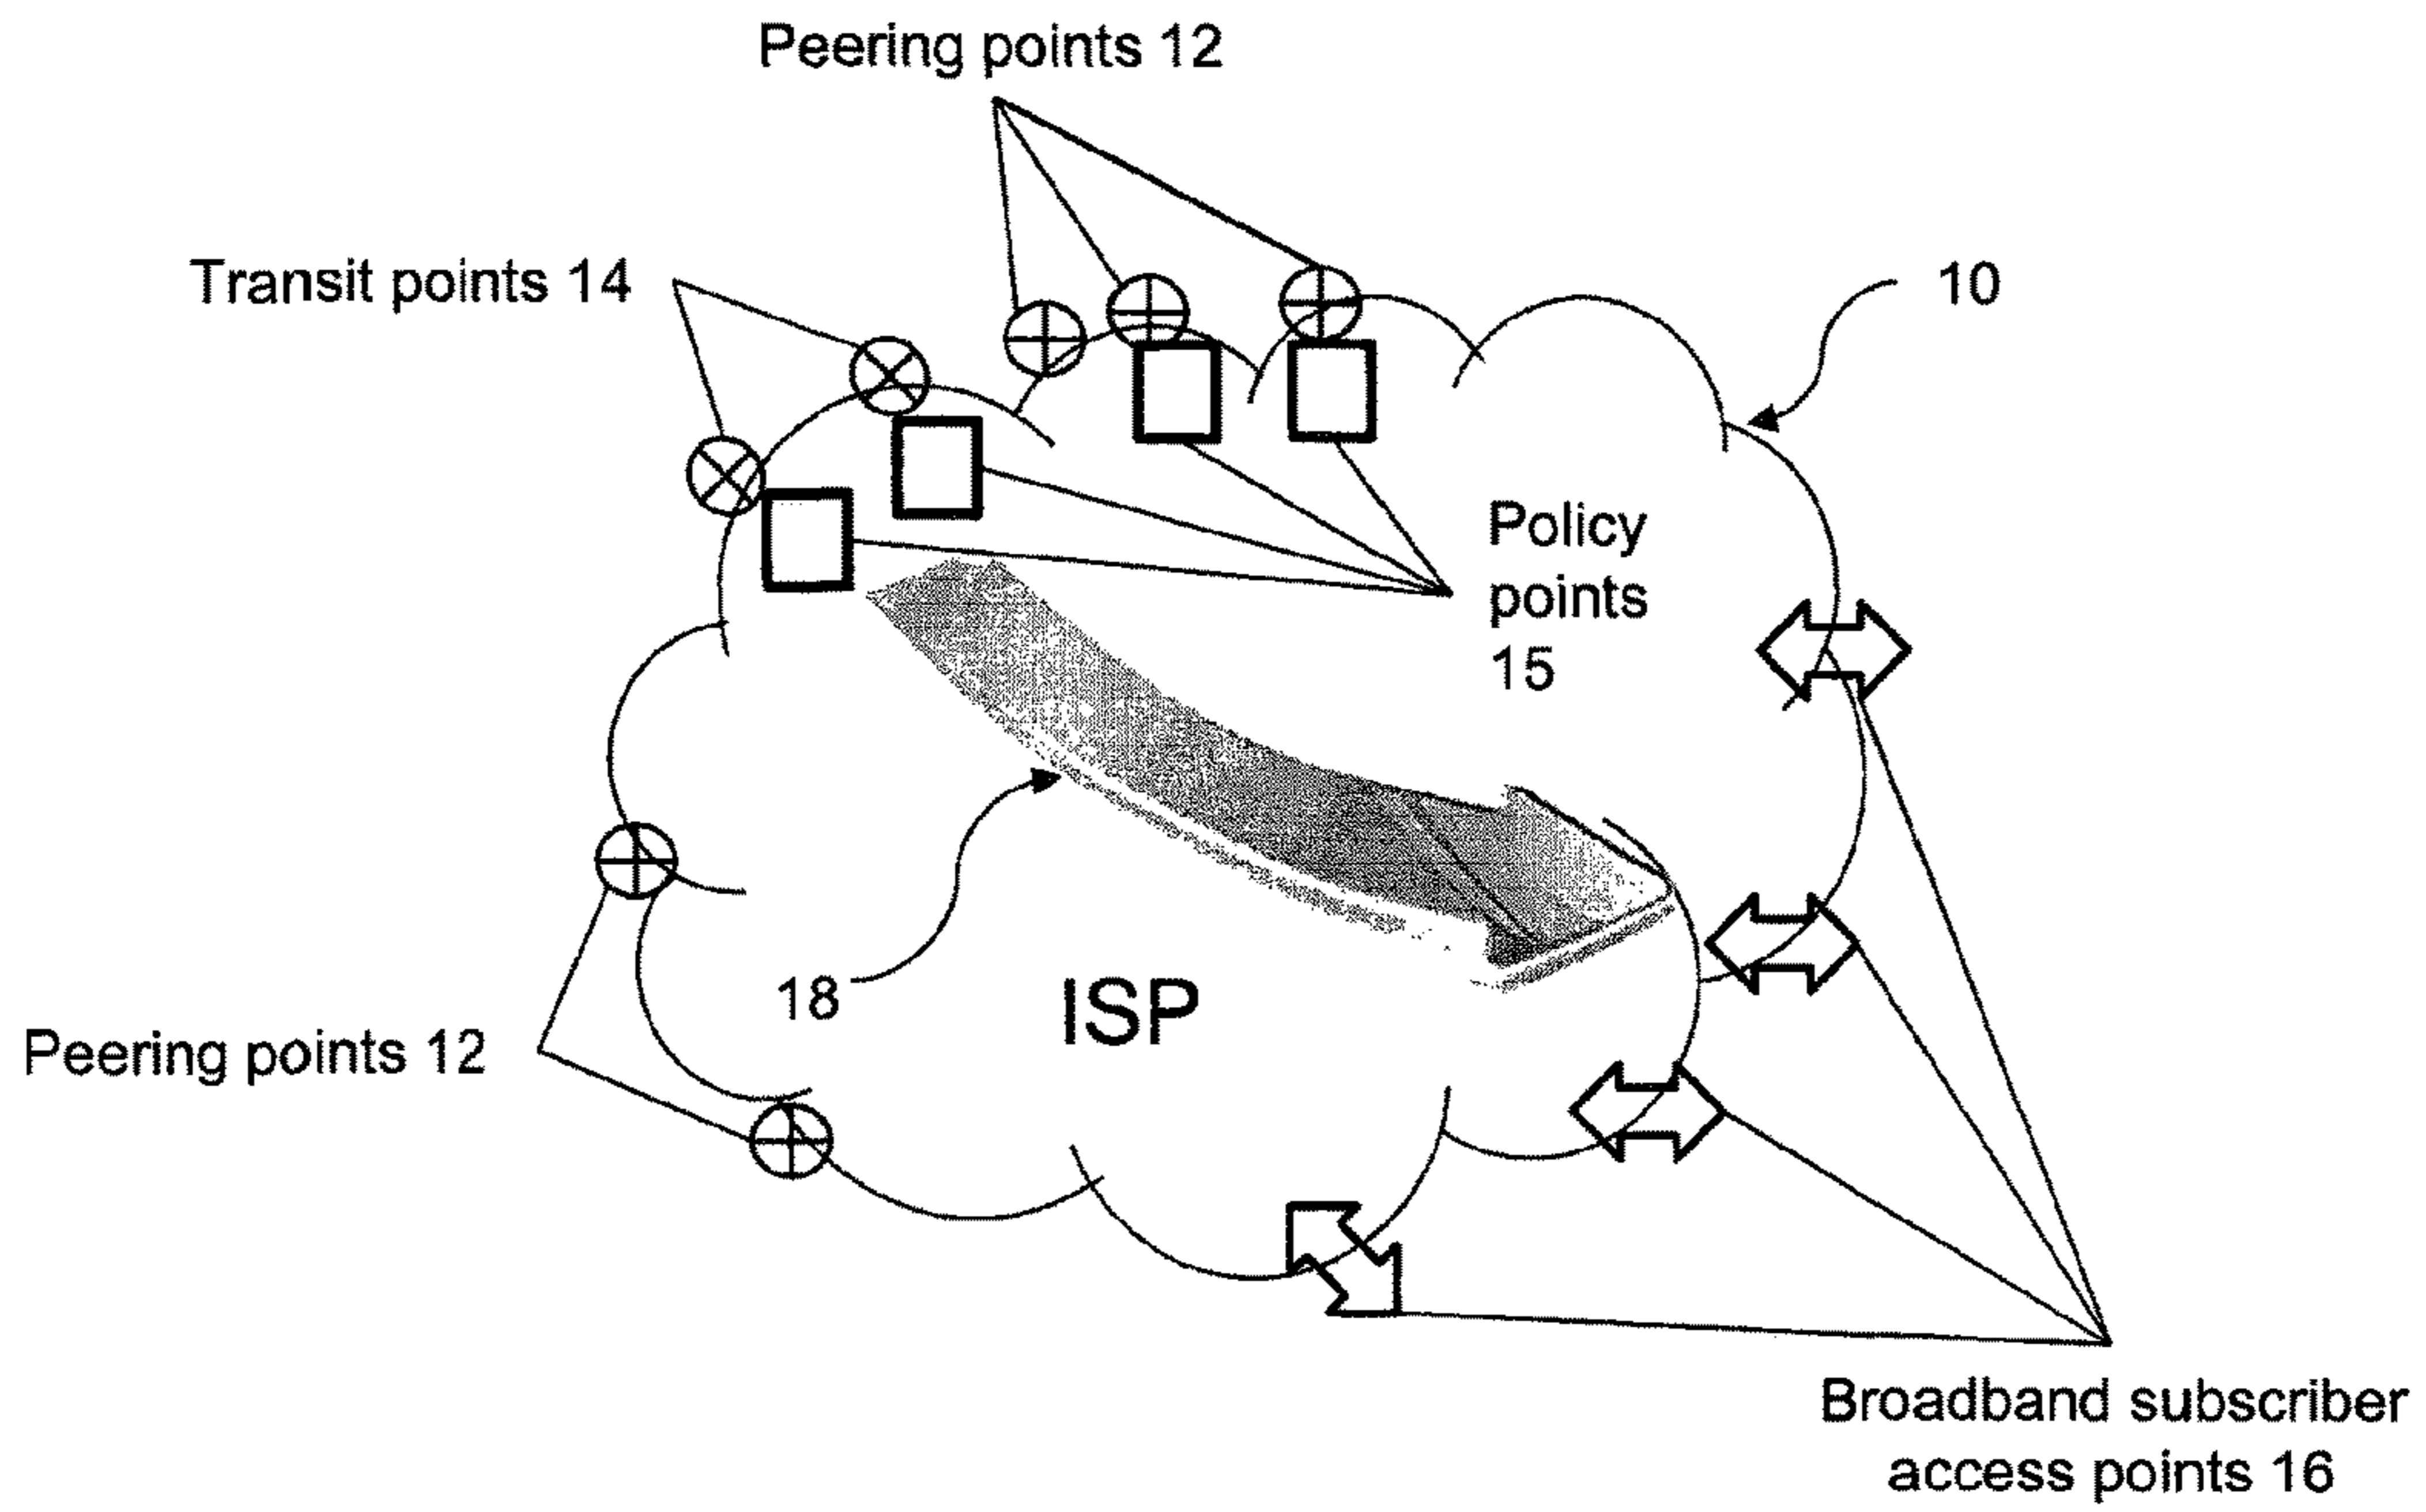 Peering points 12
Transit points 14
10
Policy
points
15
18
ISP
Peering points 12
Broadband subscriber
access points 16